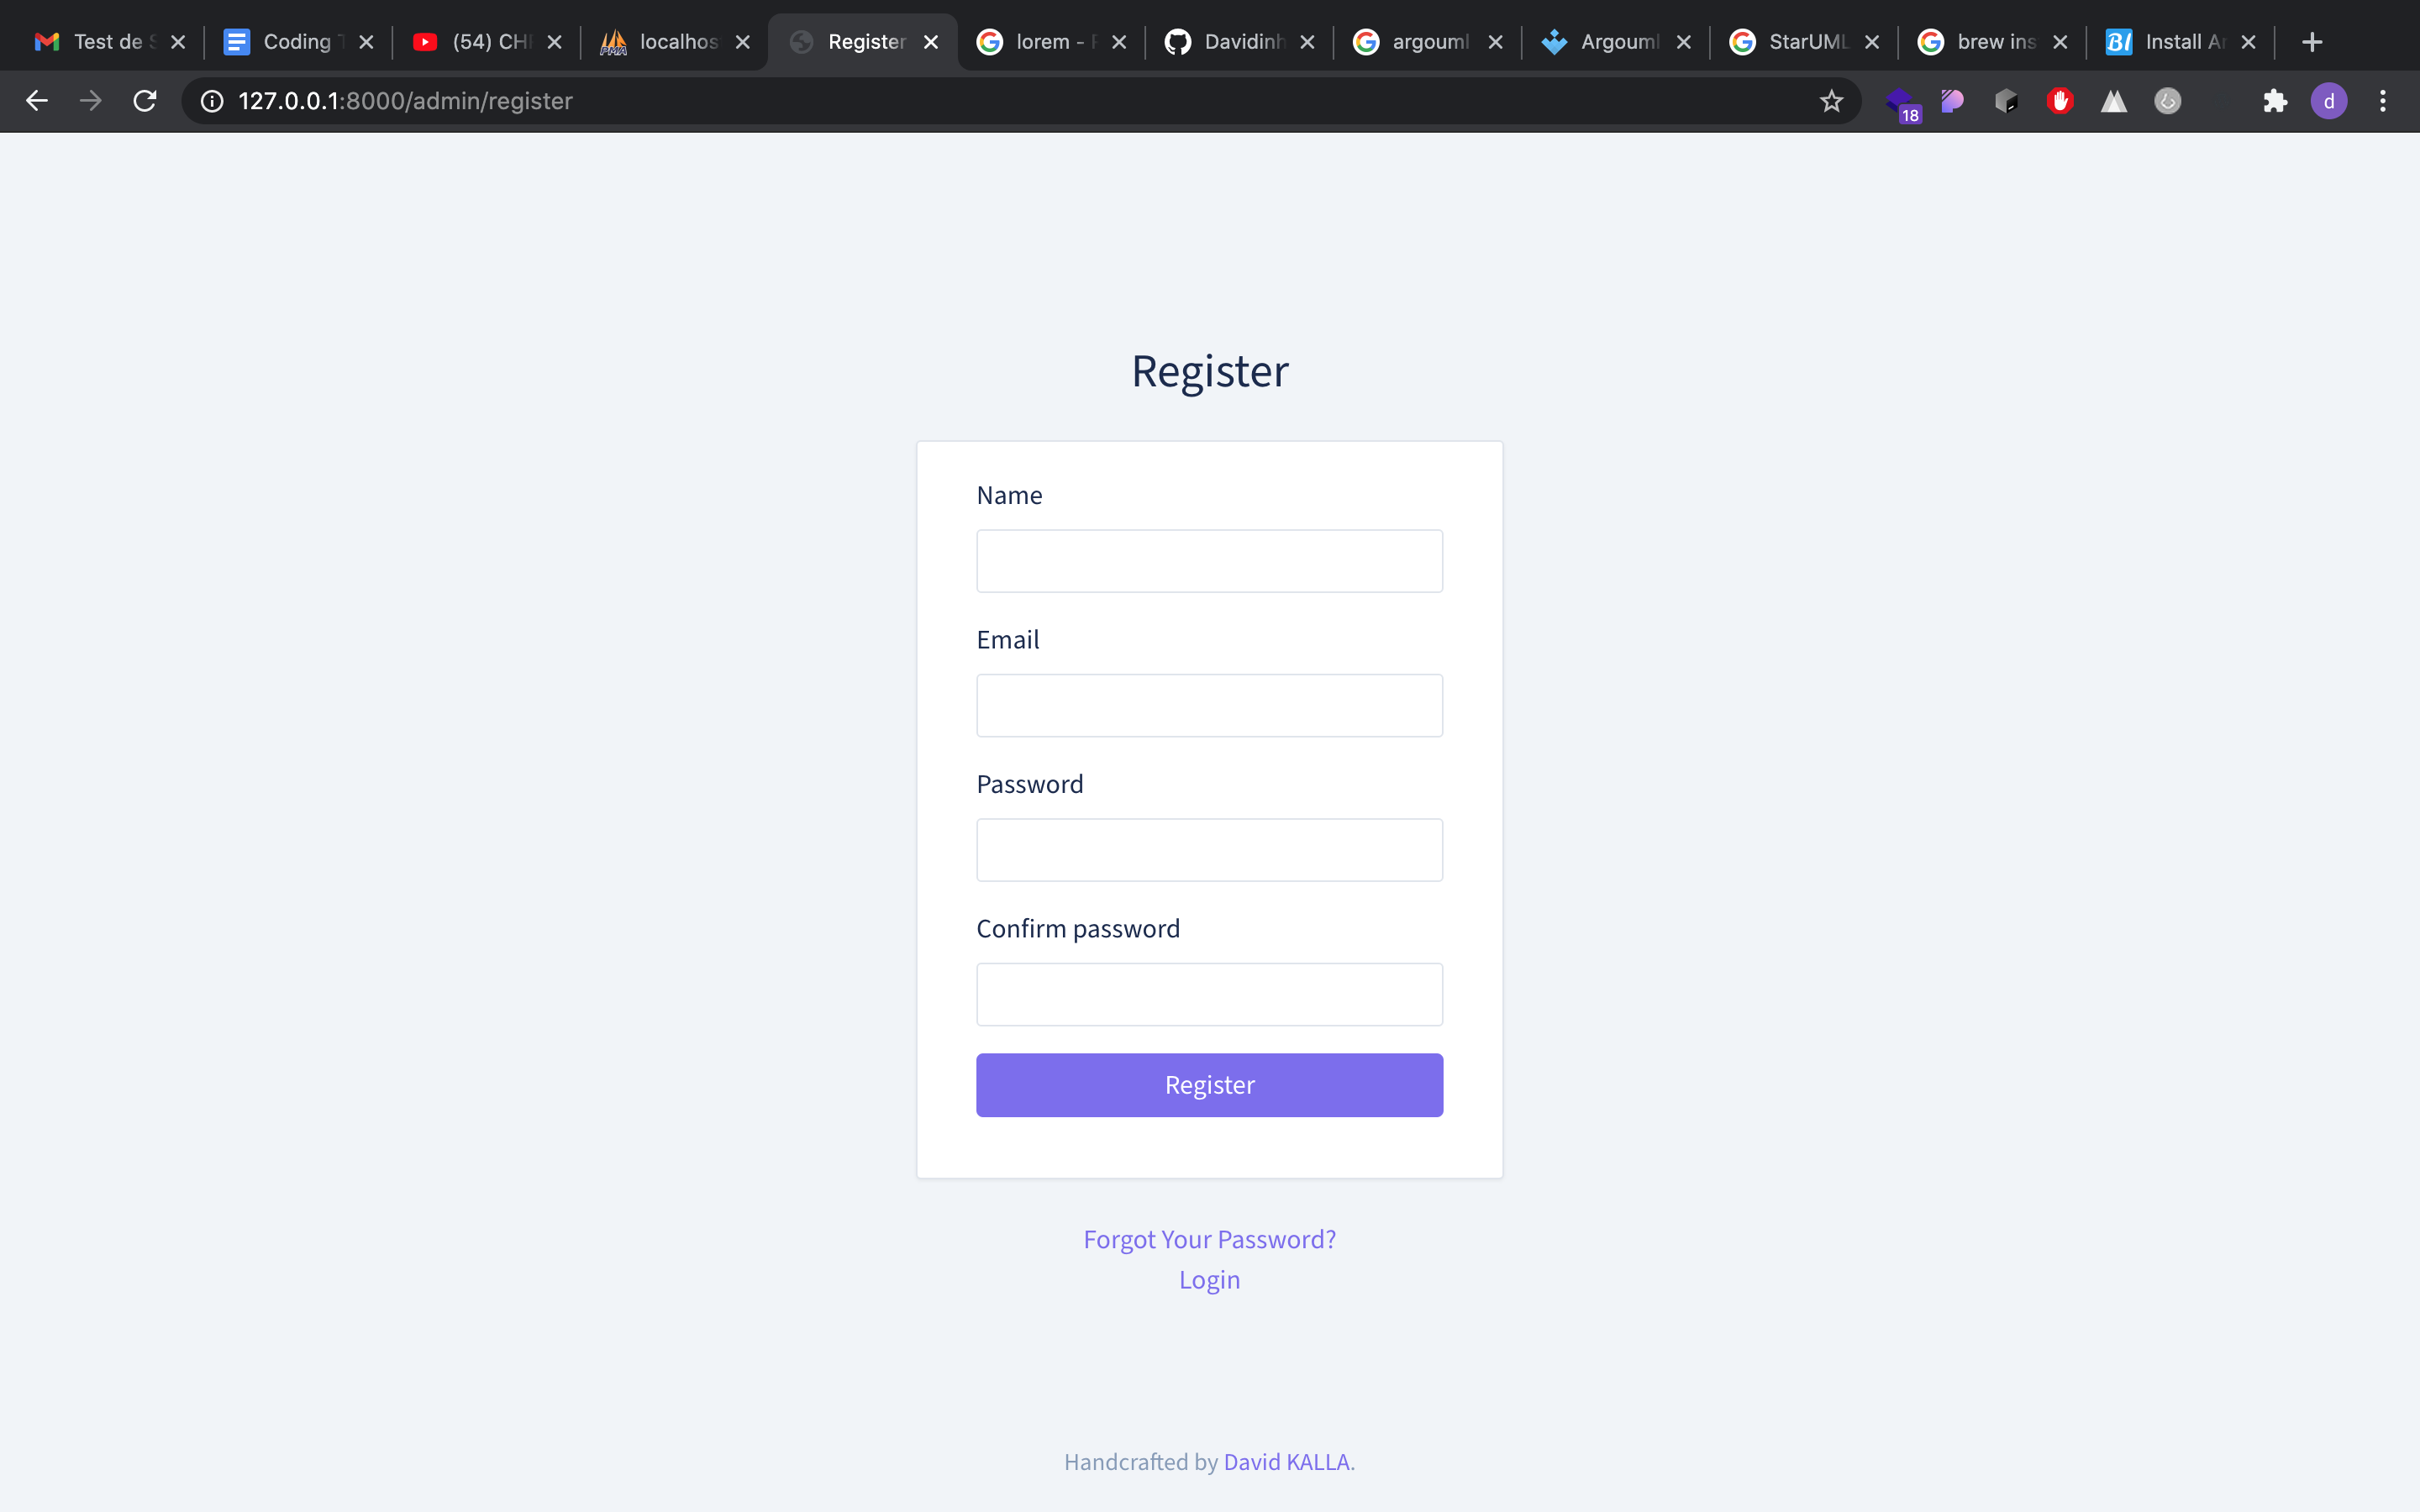 Test de
Coding
(54) CH
localhos
Register
lorem -
Davidinh
argouml
Argouml
StarUML
brew ins
Install Ar
127.0.0.1:8000/admin/register
18
d
Register
Name
Email
Password
Confirm password
Register
Forgot Your Password?
Login
Handcrafted by David KALLA.